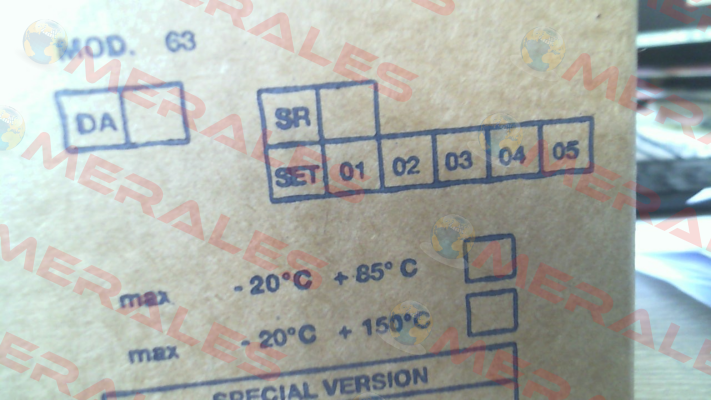 MOD. 63
DA
SR
SET 01 02 03 04 05
max -20°C +85°C
max -20°C +150°C
SPECIAL VERSION
MERALES